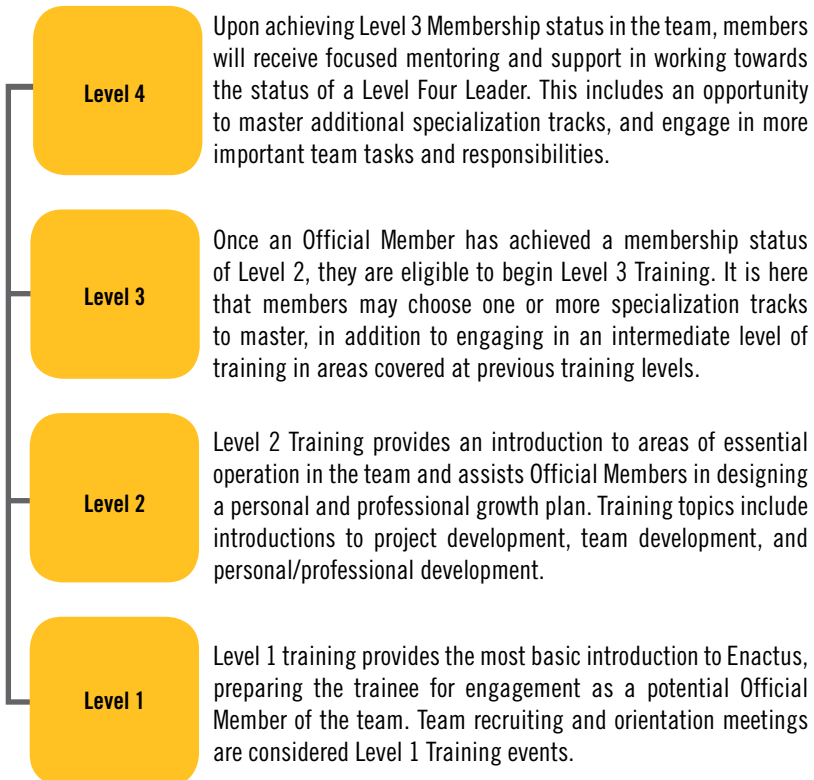 Level 4
Upon achieving Level 3 Membership status in the team, members
will receive focused mentoring and support in working towards
the status of a Level Four Leader. This includes an opportunity
to master additional specialization tracks, and engage in more
important team tasks and responsibilities.
Level 3
Once an Official Member has achieved a membership status
of Level 2, they are eligible to begin Level 3 Training. It is here
that members may choose one or more specialization tracks
to master, in addition to engaging in an intermediate level of
training in areas covered at previous training levels.
Level 2
Level 2 Training provides an introduction to areas of essential
operation in the team and assists Official Members in designing
a personal and professional growth plan. Training topics include
introductions to project development, team development, and
personal/professional development.
Level 1
Level 1 training provides the most basic introduction to Enactus,
preparing the trainee for engagement as a potential Official
Member of the team. Team recruiting and orientation meetings
are considered Level 1 Training events.